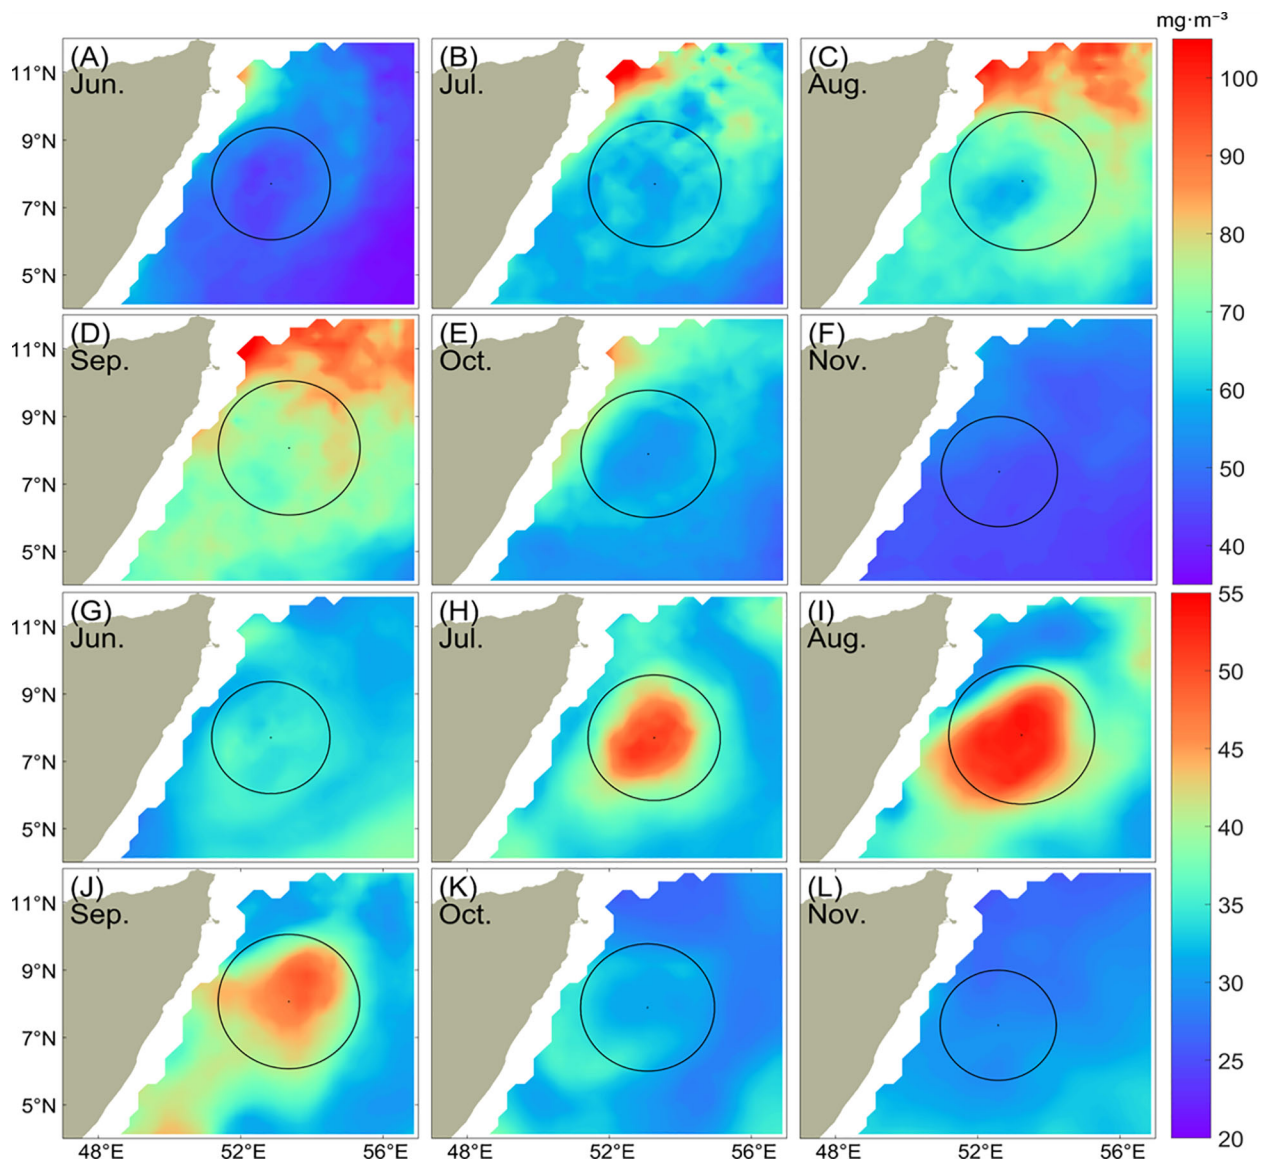 mg·m⁻³
(A) (B) (C)
Jun. Jul. Aug.
11°N
9°N
7°N
5°N
100
90
80
70
60
50
40
(D) (E) (F)
Sep. Oct. Nov.
11°N
9°N
7°N
5°N
(G) (H) (I)
Jun. Jul. Aug.
11°N
9°N
7°N
5°N
55
50
45
40
35
30
25
20
(J) (K) (L)
Sep. Oct. Nov.
11°N
9°N
7°N
5°N
48°E 52°E 56°E 48°E 52°E 56°E 48°E 52°E 56°E